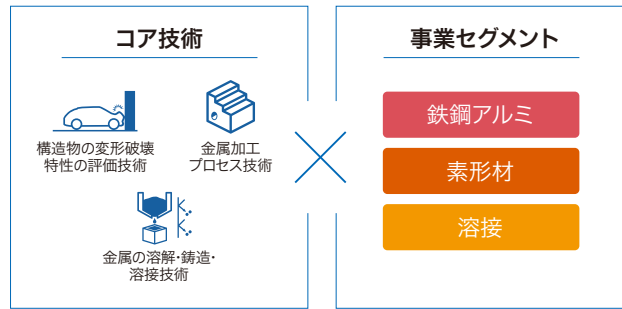 コア技術
構造物の変形破壊
特性の評価技術
金属加工
プロセス技術
金属の溶解・鋳造・
溶接技術
事業セグメント
鉄鋼アルミ
素形材
溶接